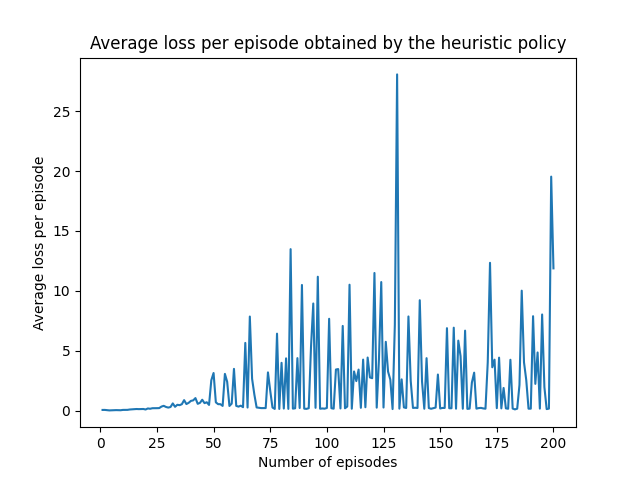 Average loss per episode obtained by the heuristic policy
Average loss per episode
25
20
15
10
5
0
0 25 50 75 100 125 150 175 200
Number of episodes